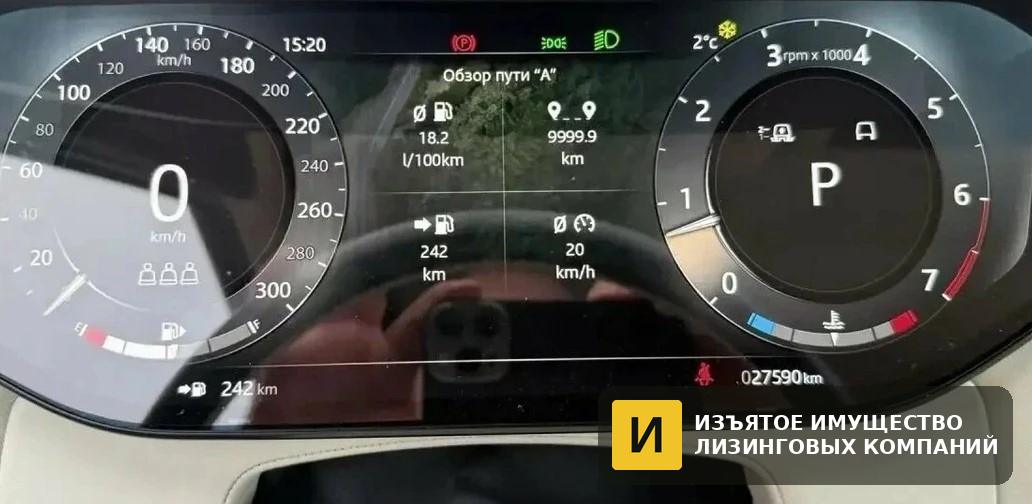 140 160
km/h
120
180
100
200
80
220
60
240
40
260
20
280
300
0
km/h
E
F
15:20
2°c
Обзор пути “А”
18.2
l/100km
9999.9
km
242
km
20
km/h
3 rpm x 1000 4
2
5
1
6
0
7
P
242 km
027590 km
И
ИЗЪЯТОЕ ИМУЩЕСТВО
ЛИЗИНГОВЫХ КОМПАНИЙ